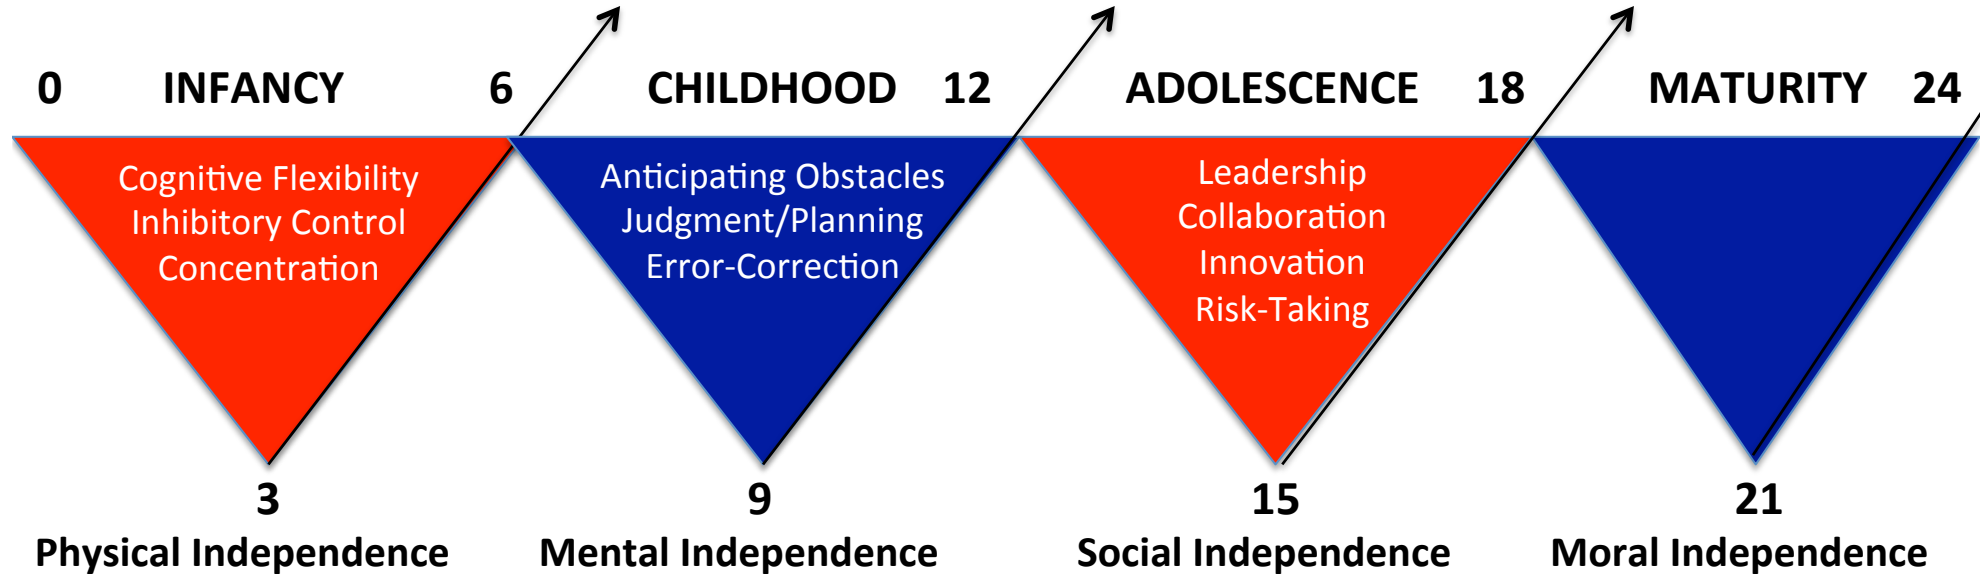 0 INFANCY 6 CHILDHOOD 12 ADOLESCENCE 18 MATURITY 24
Cognitive Flexibility
Inhibitory Control
Concentration
Anticipating Obstacles
Judgment/Planning
Error-Correction
Leadership
Collaboration
Innovation
Risk-Taking
3
Physical Independence
9
Mental Independence
15
Social Independence
21
Moral Independence